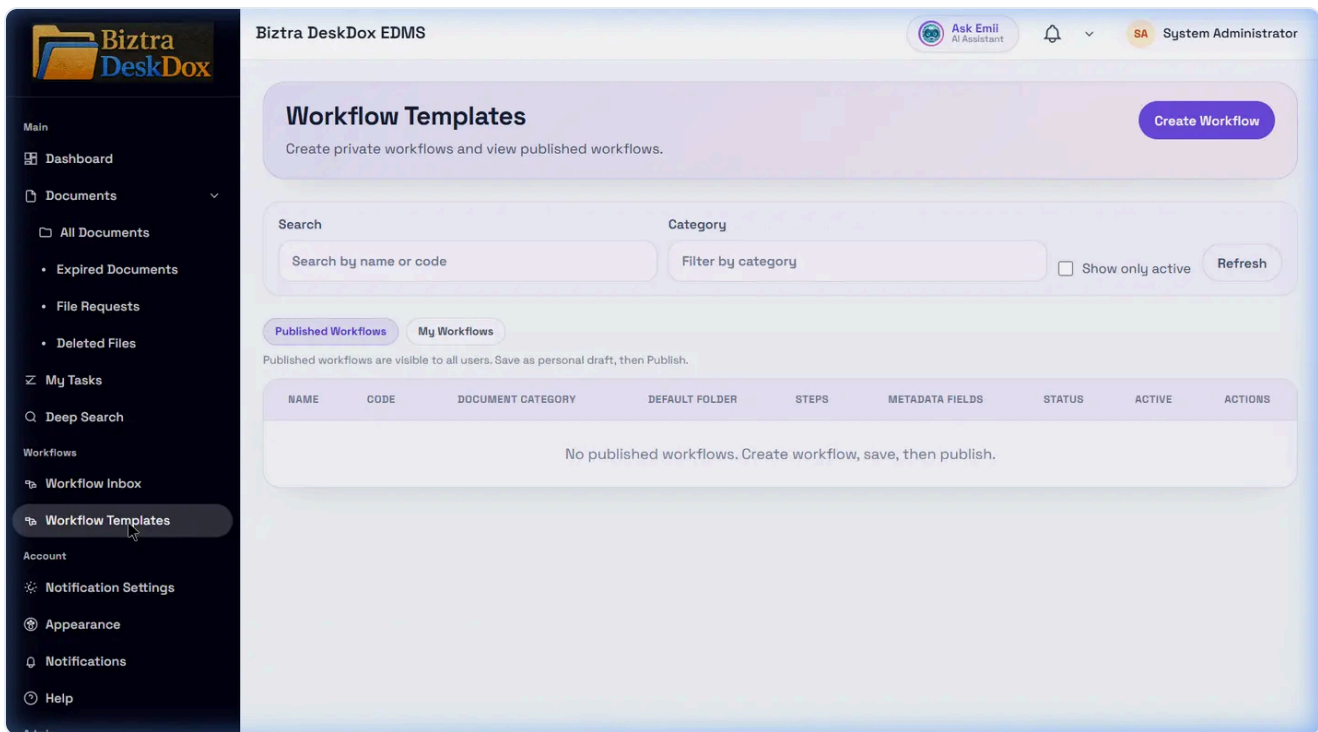 Biztra
DeskDox
Biztra DeskDox EDMS
Ask Emii
AI Assistant
SA System Administrator
Main
Dashboard
Documents
All Documents
Expired Documents
File Requests
Deleted Files
My Tasks
Deep Search
Workflows
Workflow Inbox
Workflow Templates
Account
Notification Settings
Appearance
Notifications
Help
Workflow Templates
Create private workflows and view published workflows.
Create Workflow
Search
Category
Search by name or code
Filter by category
Show only active
Refresh
Published Workflows
My Workflows
Published workflows are visible to all users. Save as personal draft, then Publish.
NAME CODE DOCUMENT CATEGORY DEFAULT FOLDER STEPS METADATA FIELDS STATUS ACTIVE ACTIONS
No published workflows. Create workflow, save, then publish.